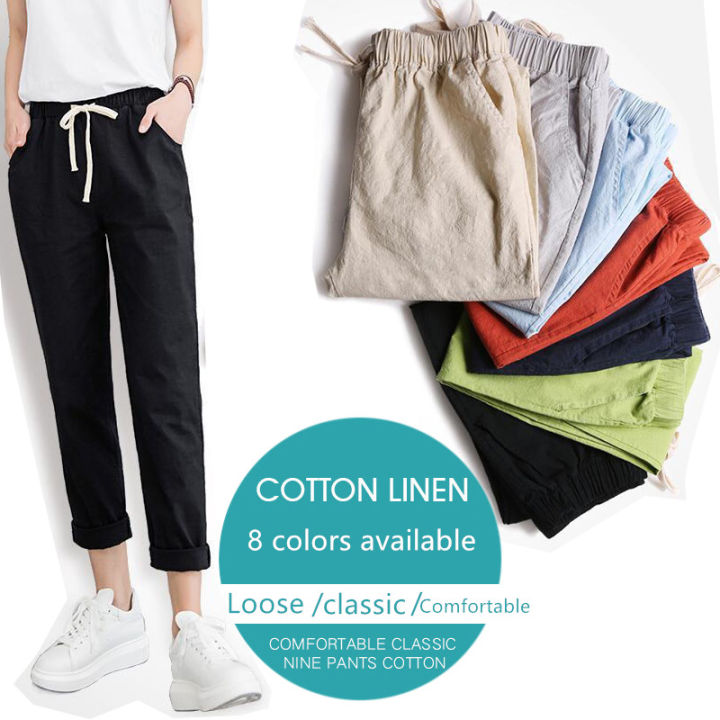 COTTON LINEN
8 colors available
Loose /classic /Comfortable
COMFORTABLE CLASSIC
NINE PANTS COTTON